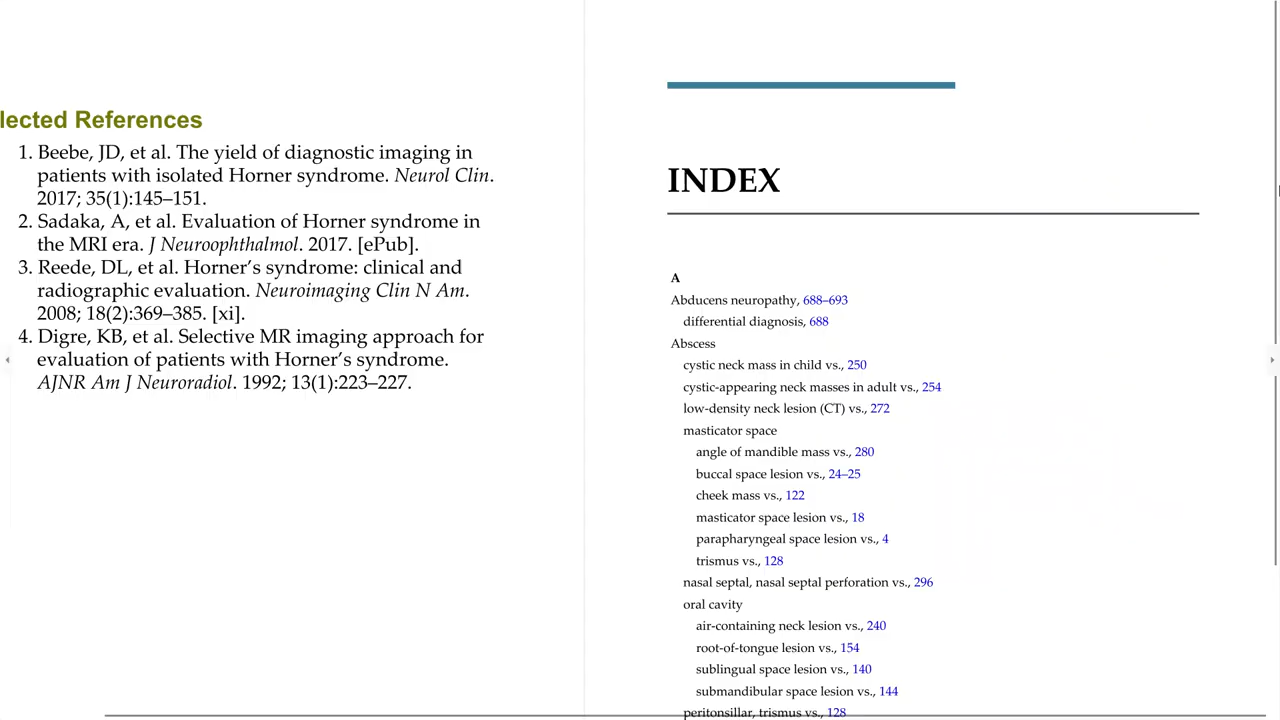 lected References
1. Beebe, JD, et al. The yield of diagnostic imaging in
patients with isolated Horner syndrome. Neurol Clin.
2017; 35(1):145–151.
2. Sadaka, A, et al. Evaluation of Horner syndrome in
the MRI era. J Neuroophthalmol. 2017. [ePub].
3. Reede, DL, et al. Horner’s syndrome: clinical and
radiographic evaluation. Neuroimaging Clin N Am.
2008; 18(2):369–385. [xi].
4. Digre, KB, et al. Selective MR imaging approach for
evaluation of patients with Horner’s syndrome.
AJNR Am J Neuroradiol. 1992; 13(1):223–227.
INDEX
A
Abducens neuropathy, 688–693
differential diagnosis, 688
Abscess
cystic neck mass in child vs., 250
cystic-appearing neck masses in adult vs., 254
low-density neck lesion (CT) vs., 272
masticator space
angle of mandible mass vs., 280
buccal space lesion vs., 24–25
cheek mass vs., 122
masticator space lesion vs., 18
parapharyngeal space lesion vs., 4
trismus vs., 128
nasal septal, nasal septal perforation vs., 296
oral cavity
air-containing neck lesion vs., 240
root-of-tongue lesion vs., 154
sublingual space lesion vs., 140
submandibular space lesion vs., 144
peritonsillar, trismus vs., 128